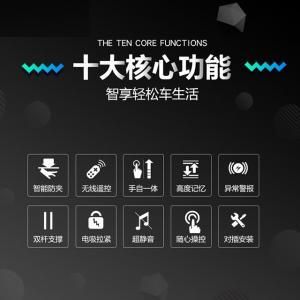 THE TEN CORE FUNCTIONS
十大核心功能
智享轻松车生活
智能防夹 无线遥控 手自一体 高度记忆 异常警报
双杆支撑 电吸拉紧 超静音 随心操控 对插安装